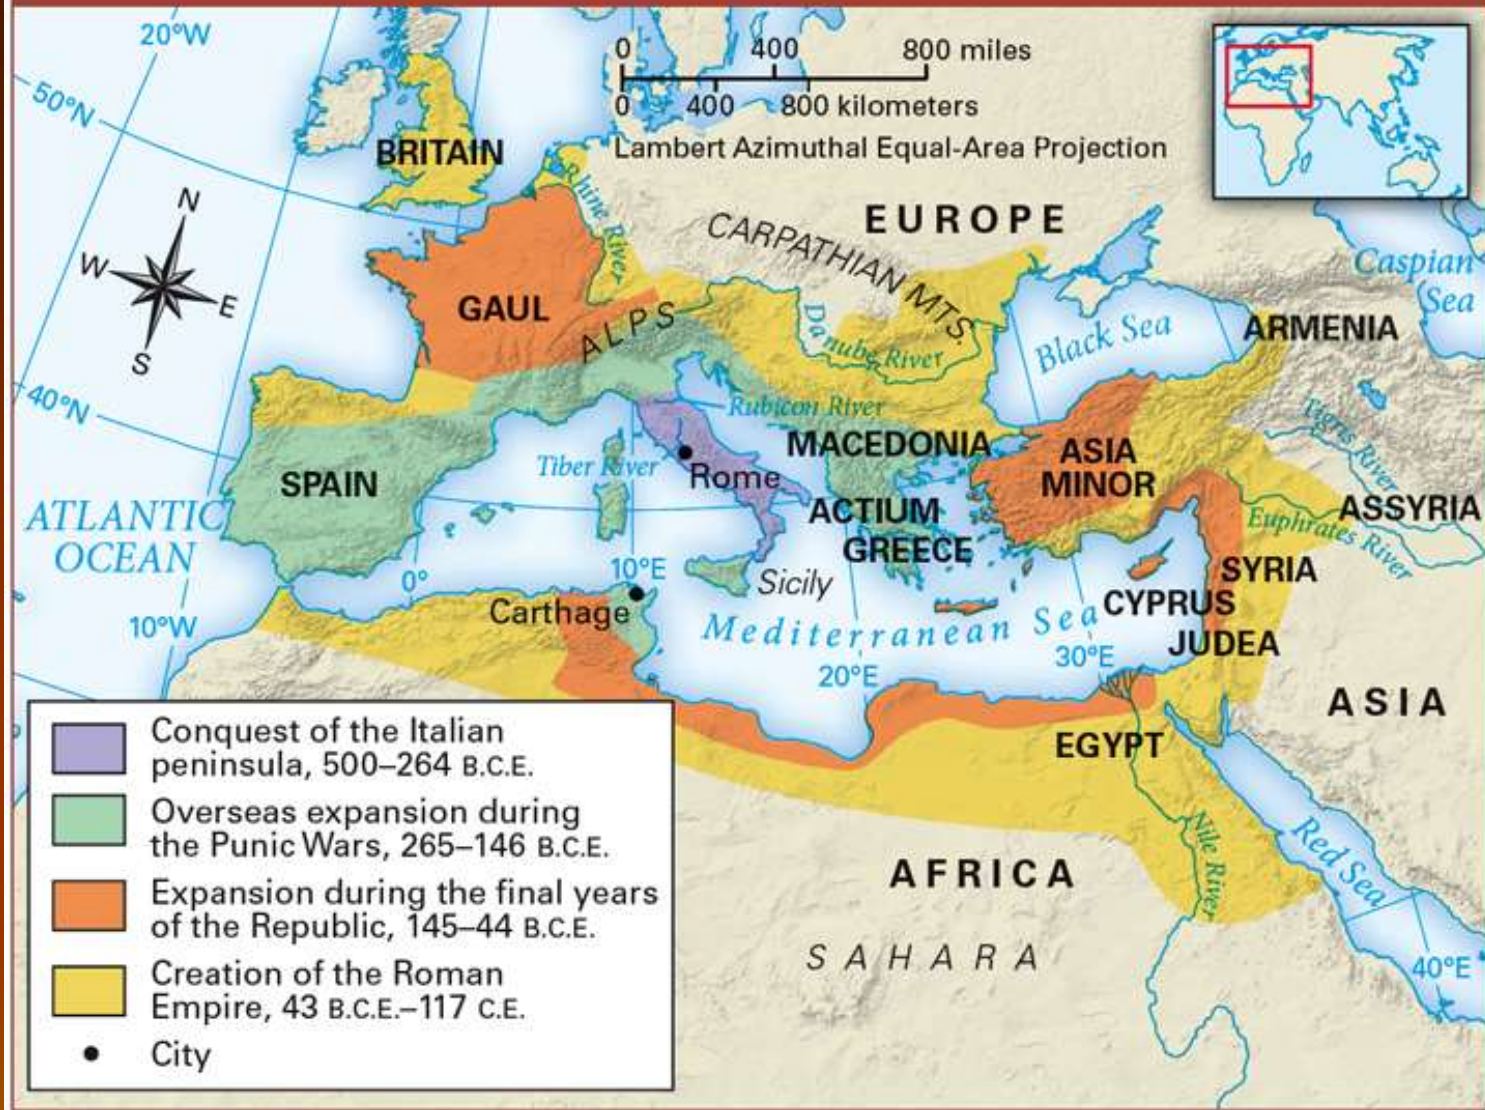 20°W
0 400 800 miles
0 400 800 kilometers
Lambert Azimuthal Equal-Area Projection
50°N
BRITAIN
Rhine River
N
W
E
S
EUROPE
CARPATHIAN MTS.
Caspian
Sea
GAUL
ALPS
Danube River
Black Sea
ARMENIA
40°N
Rubicon River
MACEDONIA
ASIA
MINOR
Tigris River
SPAIN
Tiber River
Rome
ATLANTIC
OCEAN
ACTIUM
GREECE
ASSYRIA
Euphrates River
0°
10°E
Sicily
SYRIA
Carthage
CYPRUS
10°W
Mediterranean Sea
JUDEA
20°E
30°E
ASIA
EGYPT
Nile River
Red Sea
AFRICA
SAHARA
40°E
Conquest of the Italian
peninsula, 500–264 B.C.E.
Overseas expansion during
the Punic Wars, 265–146 B.C.E.
Expansion during the final years
of the Republic, 145–44 B.C.E.
Creation of the Roman
Empire, 43 B.C.E.–117 C.E.
City